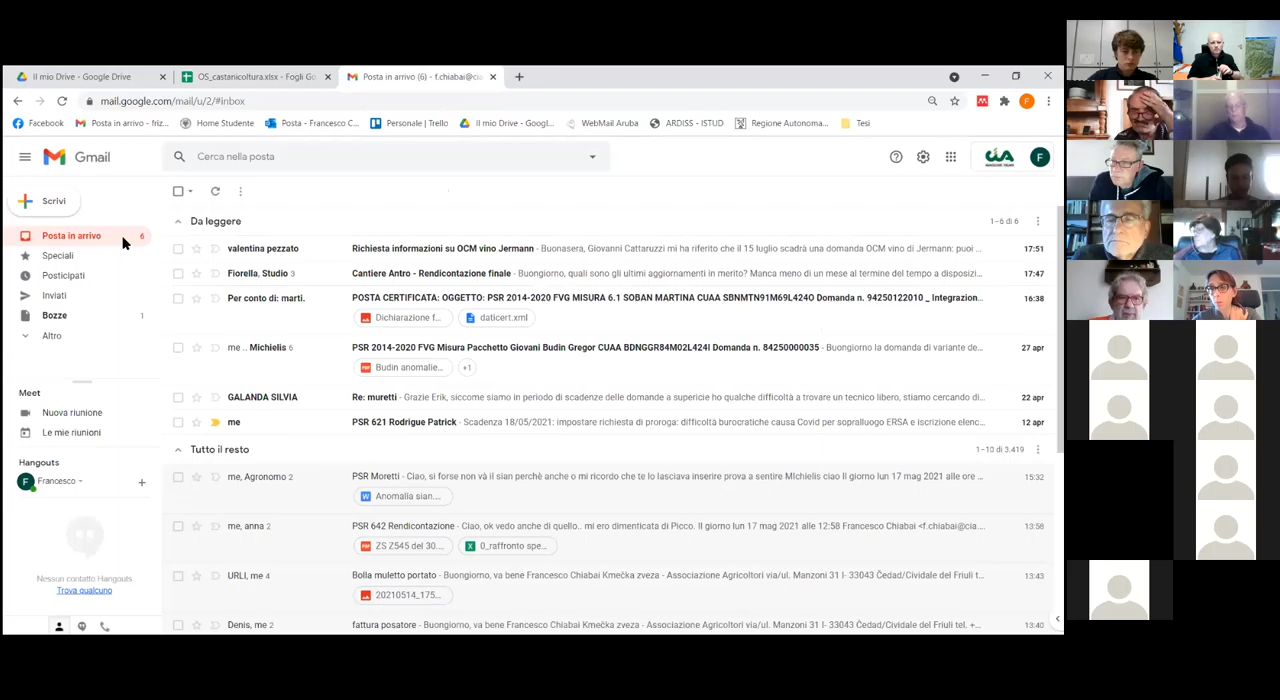 Il mio Drive - Google Drive
OS_castanicoltura.xlsx - Fogli Go
Posta in arrivo (6) - f.chiabai@cia
mail.google.com/mail/u/2/#inbox
Facebook
Posta in arrivo - friz...
Home Studente
Posta - Francesco C...
Personale | Trello
Il mio Drive - Googl...
WebMail Aruba
ARDISS - ISTUD
Regione Autonoma...
Tesi
Gmail
Cerca nella posta
cia
F
Scrivi
Posta in arrivo 6
Speciali
Posticipati
Inviati
Bozze 1
Altro
Meet
Nuova riunione
Le mie riunioni
Hangouts
Francesco
Nessun contatto Hangouts
Trova qualcuno
Da leggere 1-6 di 6
valentina pezzato Richiesta informazioni su OCM vino Jermann - Buonasera, Giovanni Cattaruzzi mi ha riferito che il 15 luglio scadrà una domanda OCM vino di Jermann: puoi ... 17:51
Fiorella, Studio 3 Cantiere Antro - Rendicontazione finale - Buongiorno, quali sono gli ultimi aggiornamenti in merito? Manca meno di un mese al termine del tempo a disposizi... 17:47
Per conto di: marti. POSTA CERTIFICATA: OGGETTO: PSR 2014-2020 FVG MISURA 6.1 SOBAN MARTINA CUAA SBNMTN91M69L424O Domanda n. 94250122010 _ Integrazion... 16:38
Dichiarazione f... daticert.xml
me .. Michielis 6 PSR 2014-2020 FVG Misura Pacchetto Giovani Budin Gregor CUAA BDNGGR84M02L424I Domanda n. 84250000035 - Buongiorno la domanda di variante de... 27 apr
Budin anomalie... +1
GALANDA SILVIA Re: muretti - Grazie Erik, siccome siamo in periodo di scadenze delle domande a superficie ho qualche difficoltà a trovare un tecnico libero, stiamo cercando di... 22 apr
me PSR 621 Rodrigue Patrick - Scadenza 18/05/2021: impostare richiesta di proroga: difficoltà burocratiche causa Covid per sopralluogo ERSA e iscrizione elenc... 12 apr
Tutto il resto 1-10 di 3.419
me, Agronomo 2 PSR Moretti - Ciao, si forse non và il sian perchè anche o mi ricordo che te lo lasciava inserire prova a sentire MIchielis ciao Il giorno lun 17 mag 2021 alle ore ... 15:32
Anomalia sian....
me, anna 2 PSR 642 Rendicontazione - Ciao, ok vedo anche di quello.. mi ero dimenticata di Picco. Il giorno lun 17 mag 2021 alle 12:58 Francesco Chiabai <f.chiabai@cia ... 13:56
ZS Z545 del 30.... 0_raffronto spe...
URLI, me 4 Bolla muletto portato - Buongiorno, va bene Francesco Chiabai Kmečka zveza - Associazione Agricoltori via/ul. Manzoni 31 I- 33043 Čedad/Cividale del Friuli t... 13:43
20210514_175...
Denis, me 2 fattura posatore - Buongiorno, va bene Francesco Chiabai Kmečka zveza - Associazione Agricoltori via/ul. Manzoni 31 I- 33043 Čedad/Cividale del Friuli tel. +... 13:40